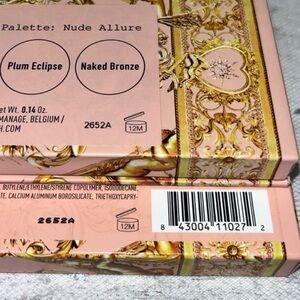 Palette: Nude Allure
Plum Eclipse
Naked Bronze
et Wt. 0.14 Oz.
MANAGE, BELGIUM /
H.COM
2652A
12M
BUTYLENE/ETHYLENE/STYRENE COPOLYMER, ISODODECANE,
ATE, CALCIUM ALUMINUM BOROSILICATE, TRIETHOXYCAPRY-
2652A
12M
8 43004 11027 2